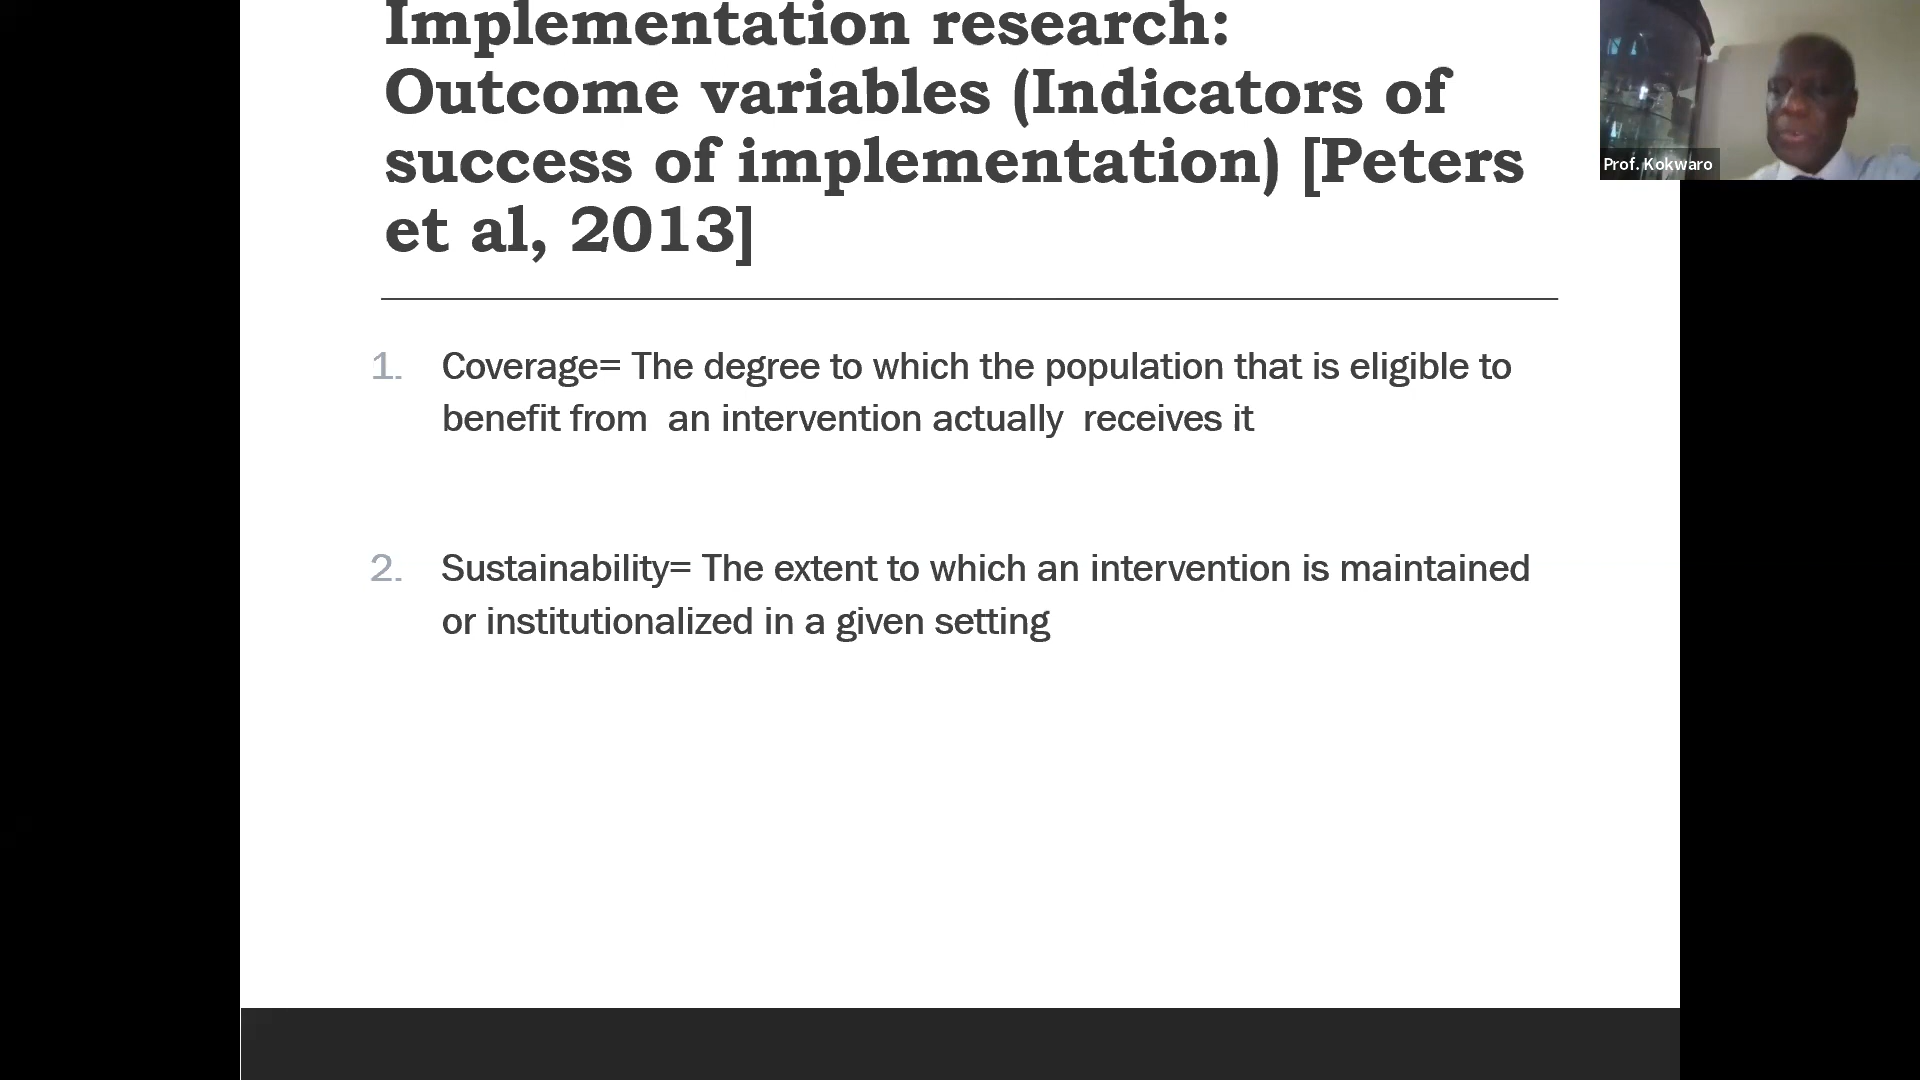 Implementation research:
Outcome variables (Indicators of
success of implementation) [Peters
et al, 2013]
Prof. Kokwaro
1. Coverage= The degree to which the population that is eligible to
benefit from  an intervention actually  receives it
2. Sustainability= The extent to which an intervention is maintained
or institutionalized in a given setting